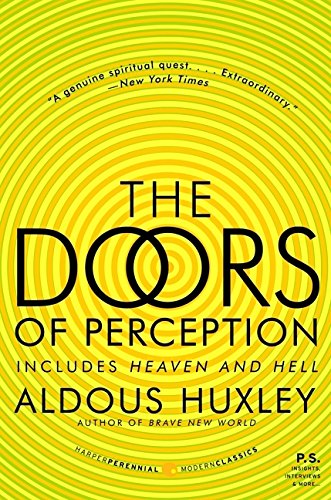 "A genuine spiritual quest. . . . Extraordinary."
—New York Times
THE
DOORS
OF PERCEPTION
INCLUDES HEAVEN AND HELL
ALDOUS HUXLEY
AUTHOR OF BRAVE NEW WORLD
HARPERPERENNIAL MODERNCLASSICS
P.S.
INSIGHTS,
INTERVIEWS
& MORE...